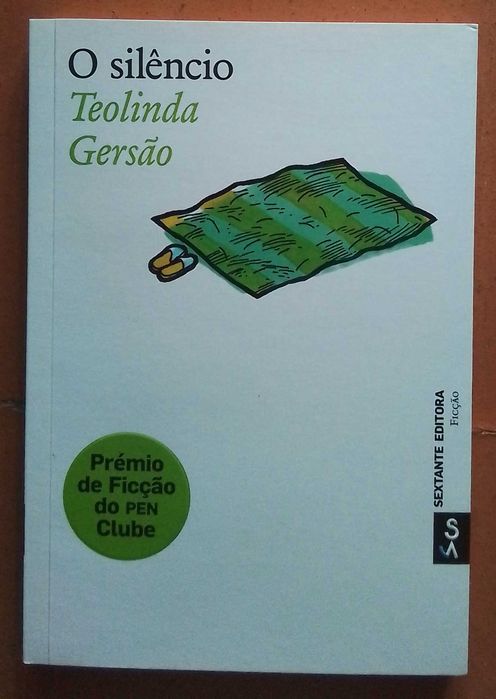 O silêncio
Teolinda
Gersão
Prémio
de Ficção
do PEN
Clube
SEXTANTE EDITORA
FICÇÃO